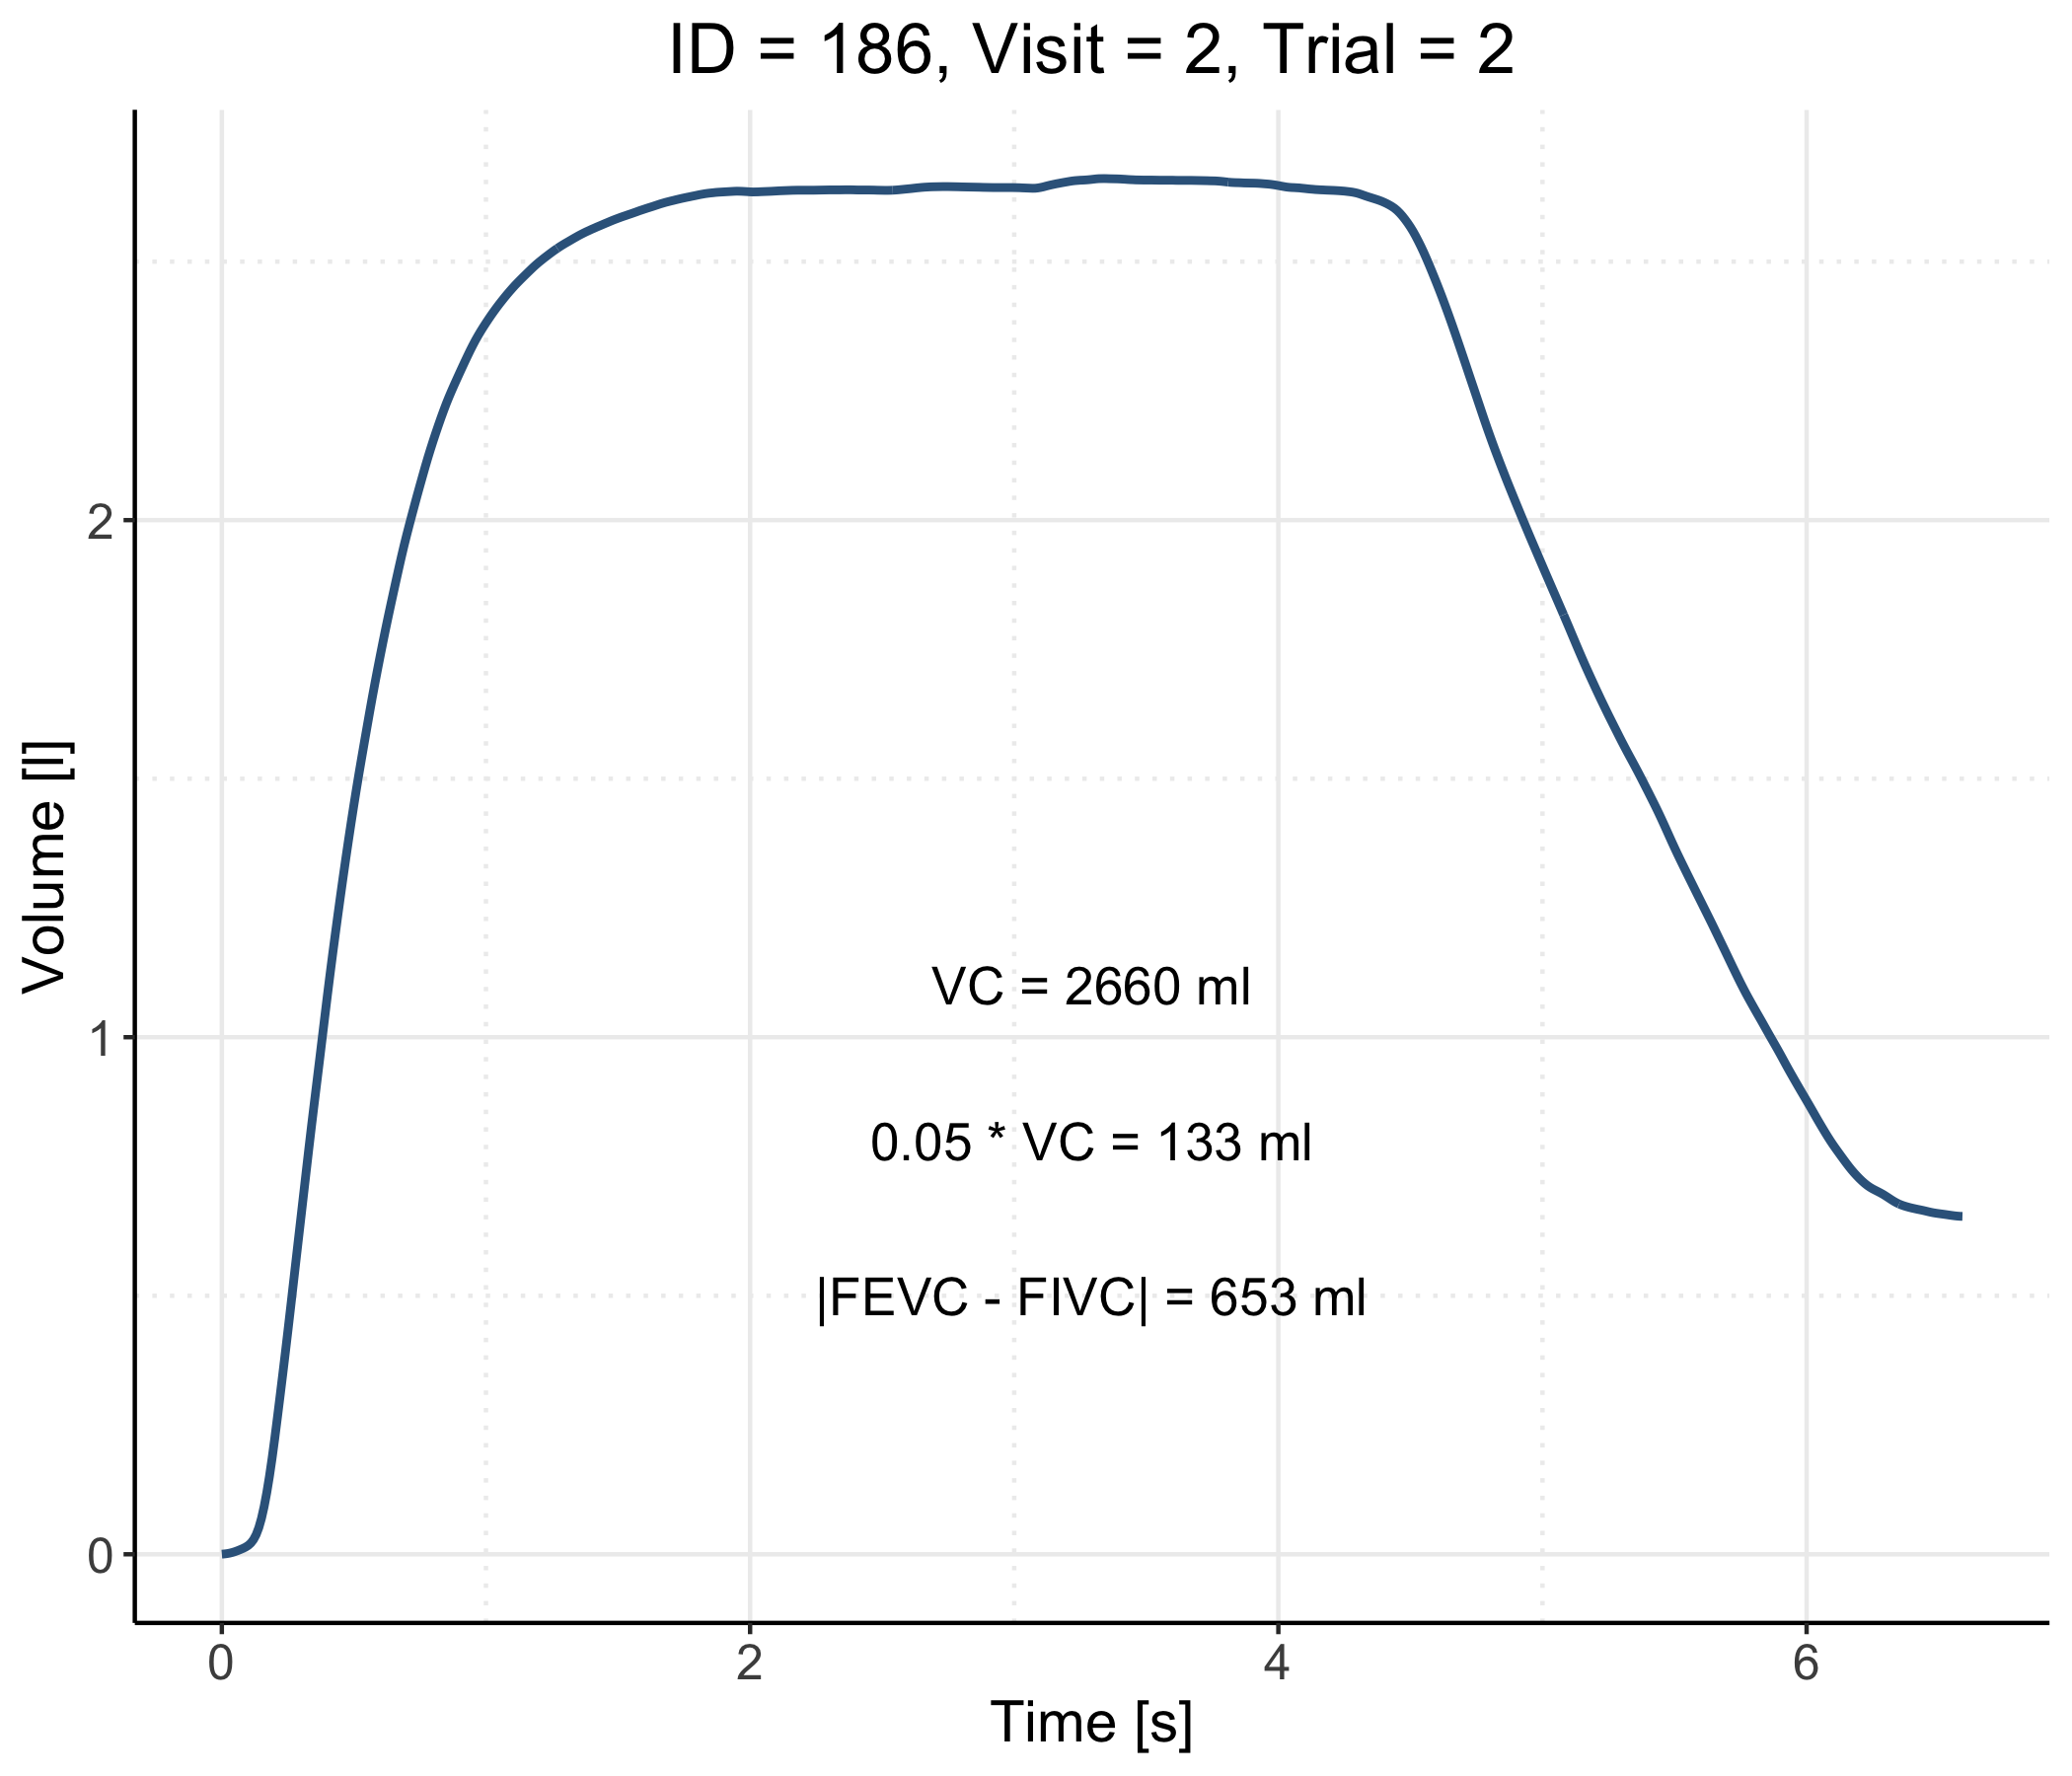 ID = 186, Visit = 2, Trial = 2
Volume [l]
2
1
0
VC = 2660 ml
0.05 * VC = 133 ml
|FEVC - FIVC| = 653 ml
0 2 4 6
Time [s]